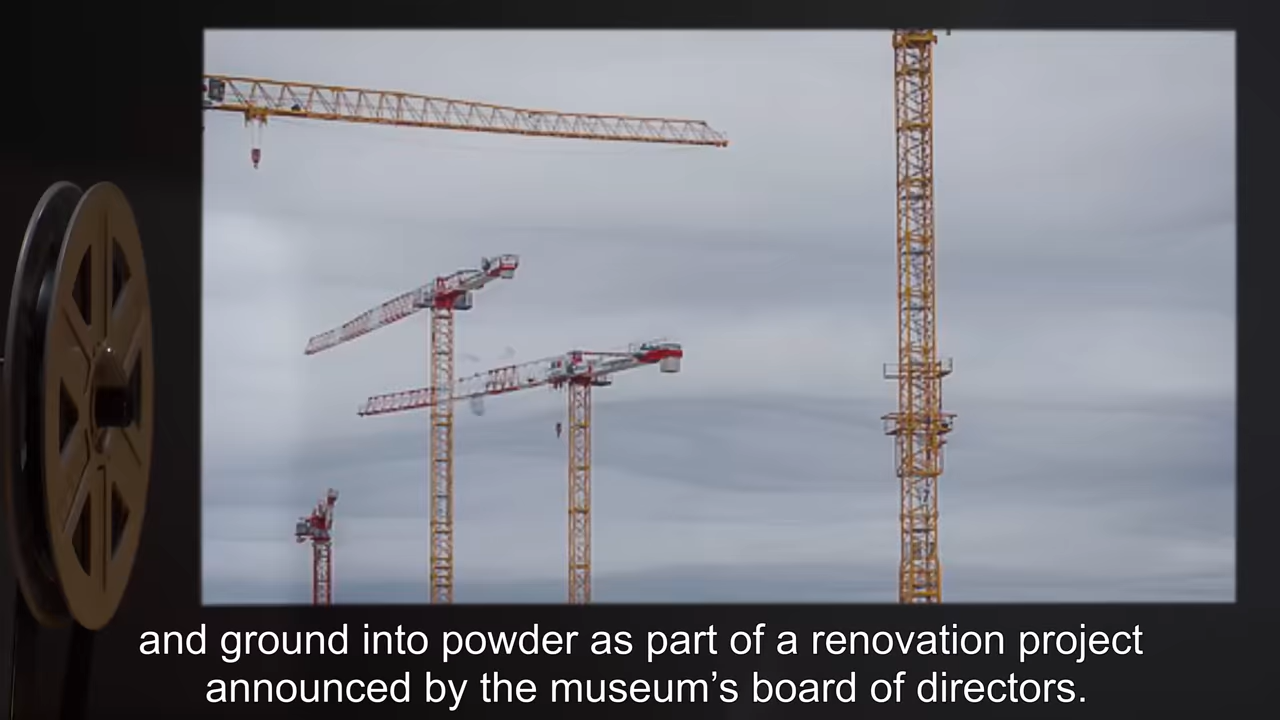 and ground into powder as part of a renovation project
announced by the museum’s board of directors.